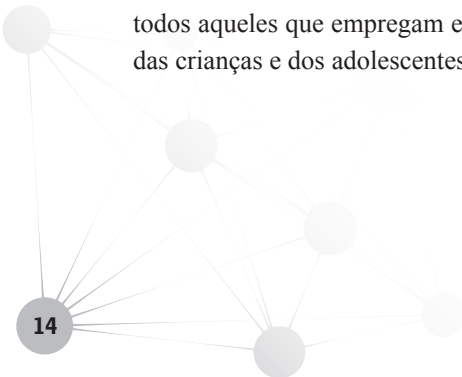 todos aqueles que empregam e
das crianças e dos adolescentes
14